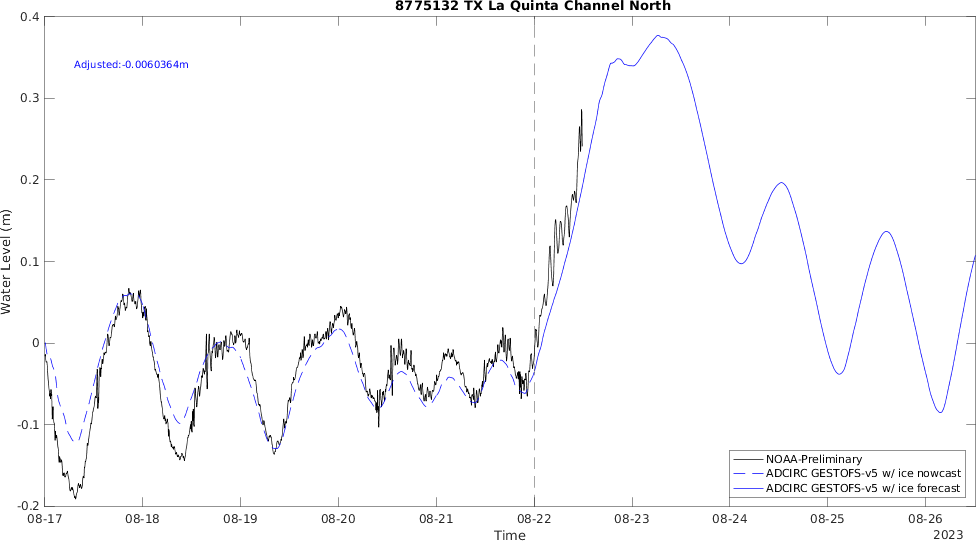 8775132 TX La Quinta Channel North
Adjusted:-0.0060364m
Water Level (m)
0.4
0.3
0.2
0.1
0
-0.1
-0.2
08-17 08-18 08-19 08-20 08-21 08-22 08-23 08-24 08-25 08-26
Time
2023
NOAA-Preliminary
ADCIRC GESTOFS-v5 w/ ice nowcast
ADCIRC GESTOFS-v5 w/ ice forecast